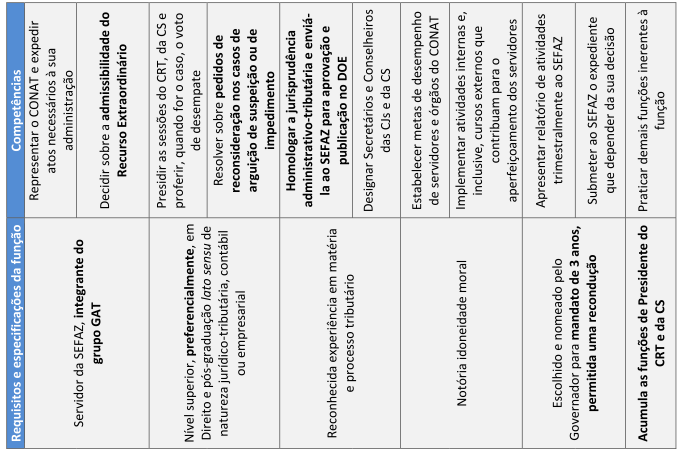 Requisitos e especificações da função
Competências
Servidor da SEFAZ, integrante do
grupo GAT
Representar o CONAT e expedir
atos necessários à sua
administração
Decidir sobre a admissibilidade do
Recurso Extraordinário
Nível superior, preferencialmente, em
Direito e pós-graduação lato sensu de
natureza jurídico-tributária, contábil
ou empresarial
Presidir as sessões do CRT, da CS e
proferir, quando for o caso, o voto
de desempate
Resolver sobre pedidos de
reconsideração nos casos de
arguição de suspeição ou de
impedimento
Reconhecida experiência em matéria
e processo tributário
Homologar a jurisprudência
administrativo-tributária e enviá-
la ao SEFAZ para aprovação e
publicação no DOE
Designar Secretários e Conselheiros
das CJs e da CS
Notória idoneidade moral
Estabelecer metas de desempenho
de servidores e órgãos do CONAT
Implementar atividades internas e,
inclusive, cursos externos que
contribuam para o
aperfeiçoamento dos servidores
Escolhido e nomeado pelo
Governador para mandato de 3 anos,
permitida uma recondução
Apresentar relatório de atividades
trimestralmente ao SEFAZ
Submeter ao SEFAZ o expediente
que depender da sua decisão
Acumula as funções de Presidente do
CRT e da CS
Praticar demais funções inerentes à
função